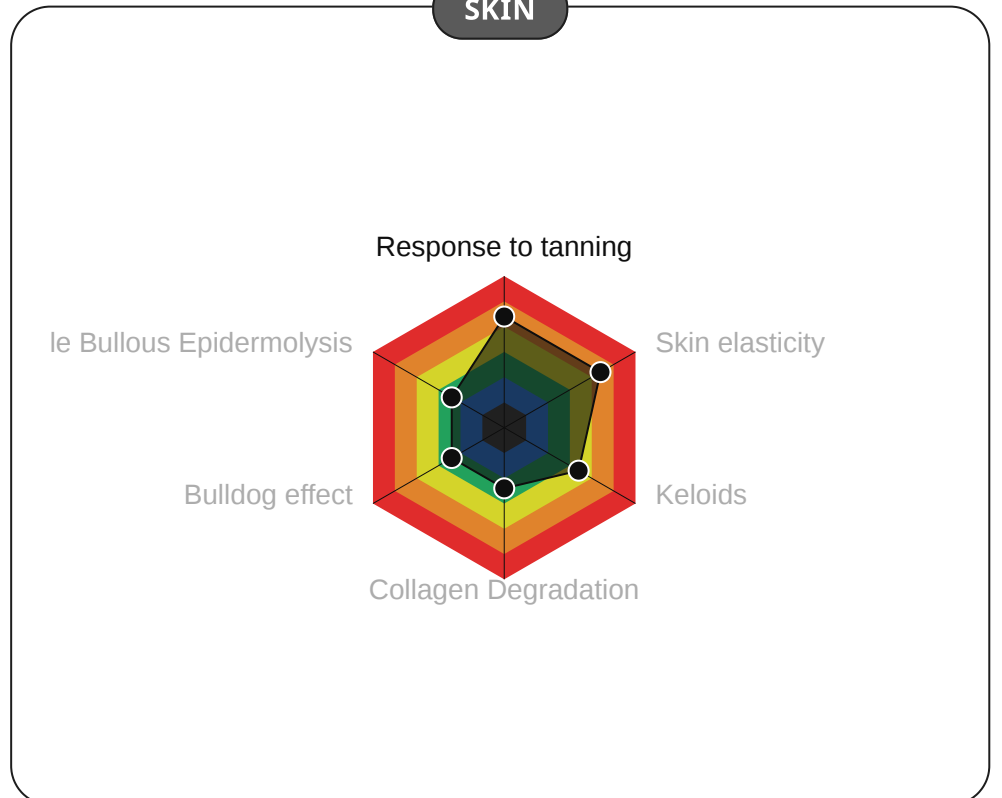 SKIN
Response to tanning
le Bullous Epidermolysis
Skin elasticity
Bulldog effect
Keloids
Collagen Degradation